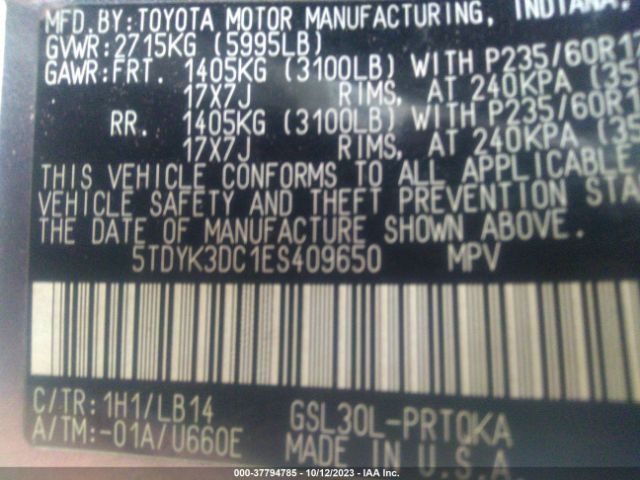 MFD.BY:TOYOTA MOTOR MANUFACTURING, INDIANA,
GVWR:2715KG (5995LB)
GAWR:FRT. 1405KG (3100LB) WITH P235/60R17
17X7J RIMS, AT 240KPA (35
RR. 1405KG (3100LB) WITH P235/60R1
17X7J RIMS, AT 240KPA (35
THIS VEHICLE CONFORMS TO ALL APPLICABLE
VEHICLE SAFETY AND THEFT PREVENTION STA
THE DATE OF MANUFACTURE SHOWN ABOVE.
5TDYK3DC1ES409650 MPV
C/TR:1H1/LB14 GSL30L-PRTQKA
A/TM:-01A/U660E MADE IN U.S.A.
000-37794785 - 10/12/2023 - IAA Inc.